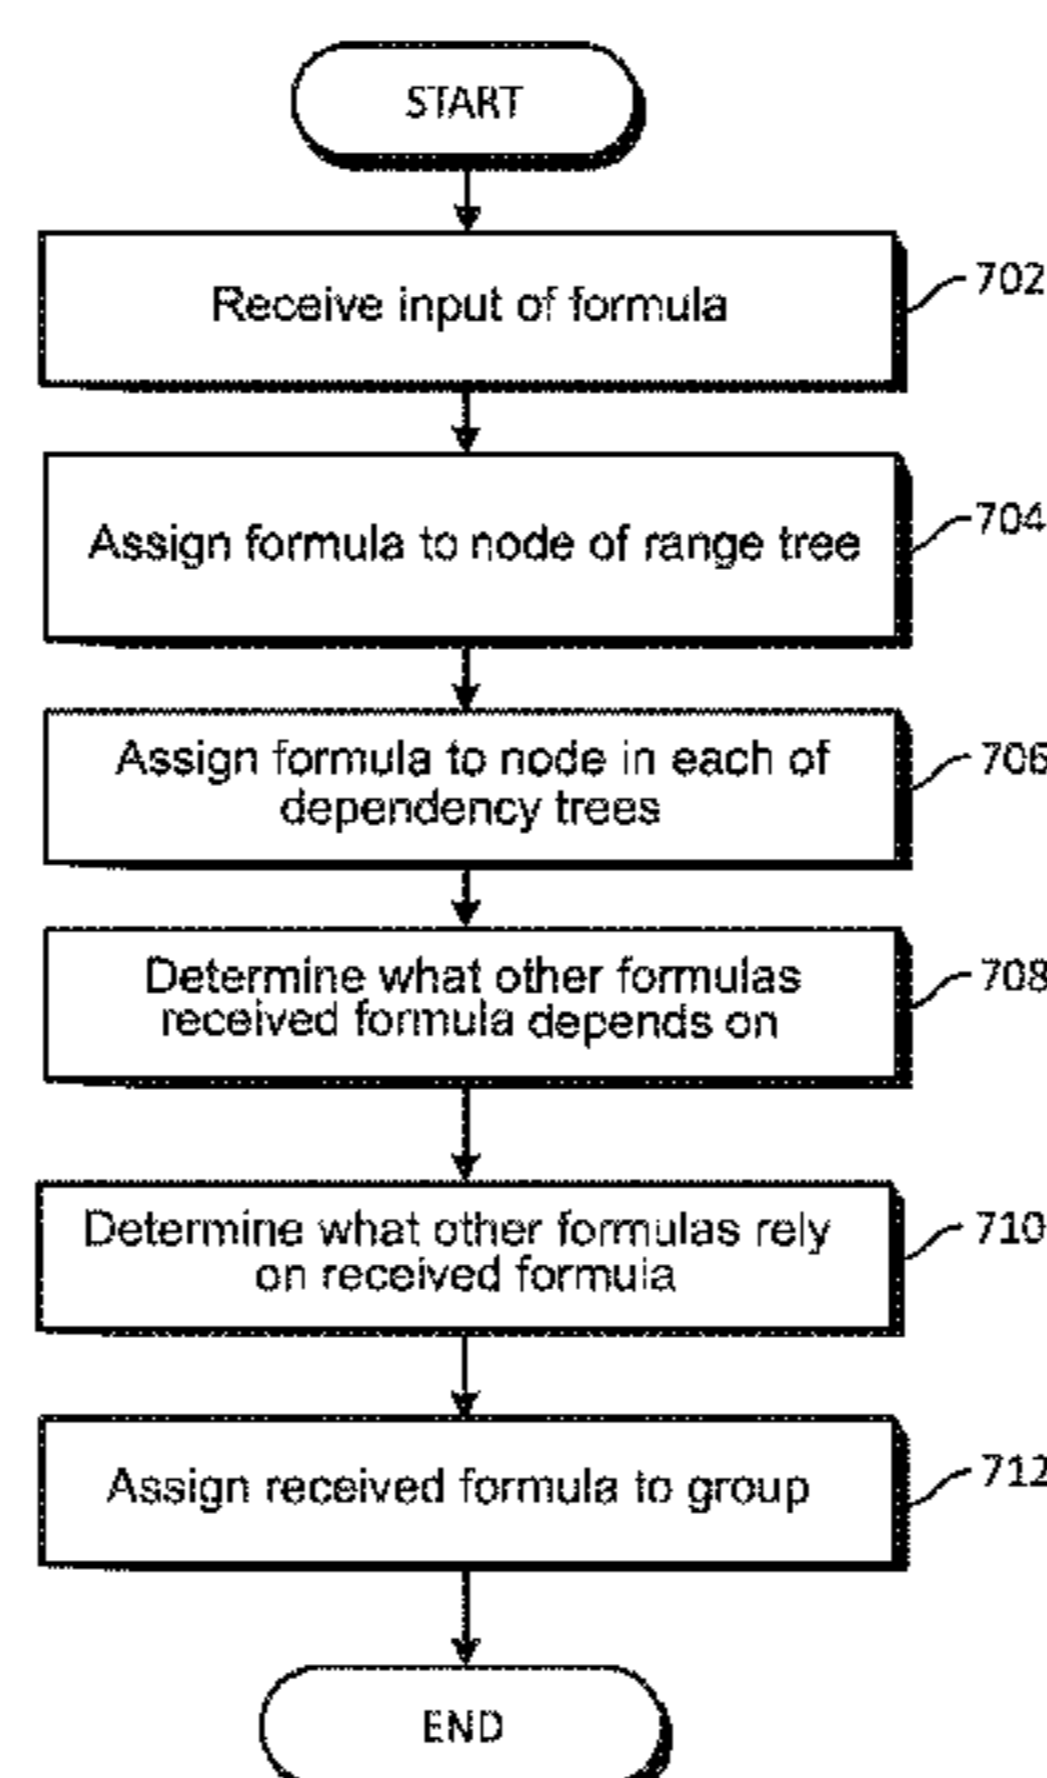 START
Receive input of formula
702
Assign formula to node of range tree
704
Assign formula to node in each of
dependency trees
706
Determine what other formulas
received formula depends on
708
Determine what other formulas rely
on received formula
710
Assign received formula to group
712
END